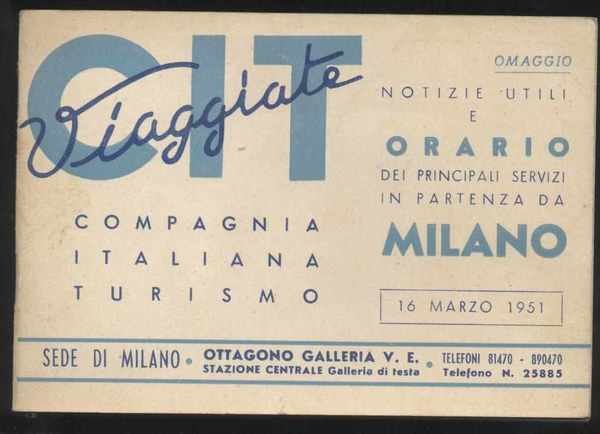 CIT
Viaggiate
COMPAGNIA
ITALIANA
TURISMO
OMAGGIO
NOTIZIE UTILI
E
ORARIO
DEI PRINCIPALI SERVIZI
IN PARTENZA DA
MILANO
16 MARZO 1951
SEDE DI MILANO • OTTAGONO GALLERIA V. E. • TELEFONI 81470 - 890470
STAZIONE CENTRALE Galleria di testa Telefono N. 25885